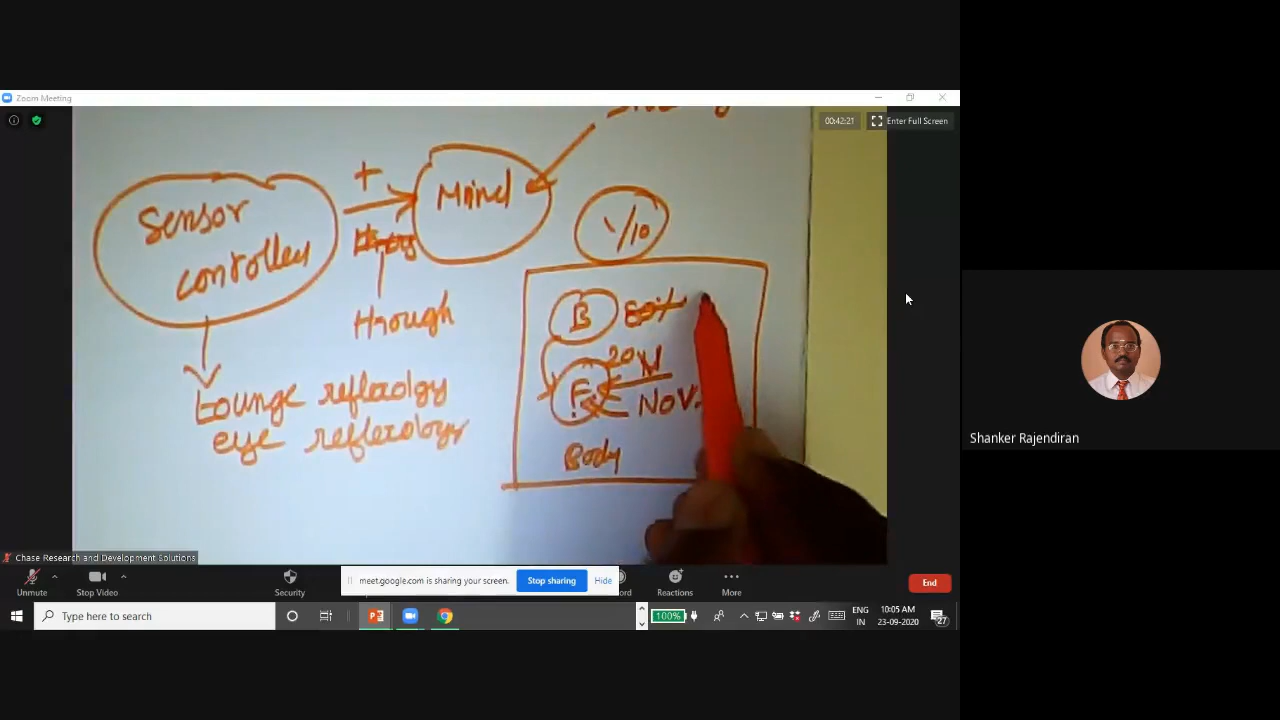 Zoom Meeting
00:42:21
Enter Full Screen
+
Mind
Sensor
controller
Y/10
Hrough
B
20 M
F
NOV.
Lounge reflexology
eye reflexology
Body
Shanker Rajendiran
Chase Research and Development Solutions
Unmute
Stop Video
Security
meet.google.com is sharing your screen.
Stop sharing
Hide
Reactions
More
End
Type here to search
100%
ENG
IN
10:05 AM
23-09-2020
27